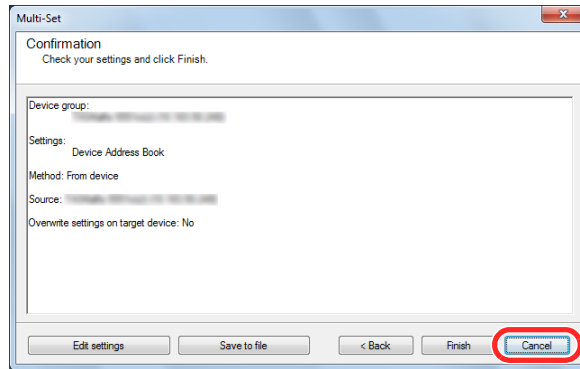 Multi-Set
Confirmation
Check your settings and click Finish.
Device group:
Settings:
Device Address Book
Method: From device
Source:
Overwrite settings on target device: No
Edit settings
Save to file
< Back
Finish
Cancel